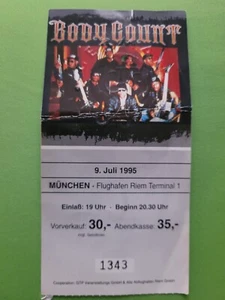 BODY COUNT
9. Juli 1995
MÜNCHEN - Flughafen Riem Terminal 1
Einlaß: 19 Uhr - Beginn 20.30 Uhr
Vorverkauf: 30,- Abendkasse: 35,-
1343